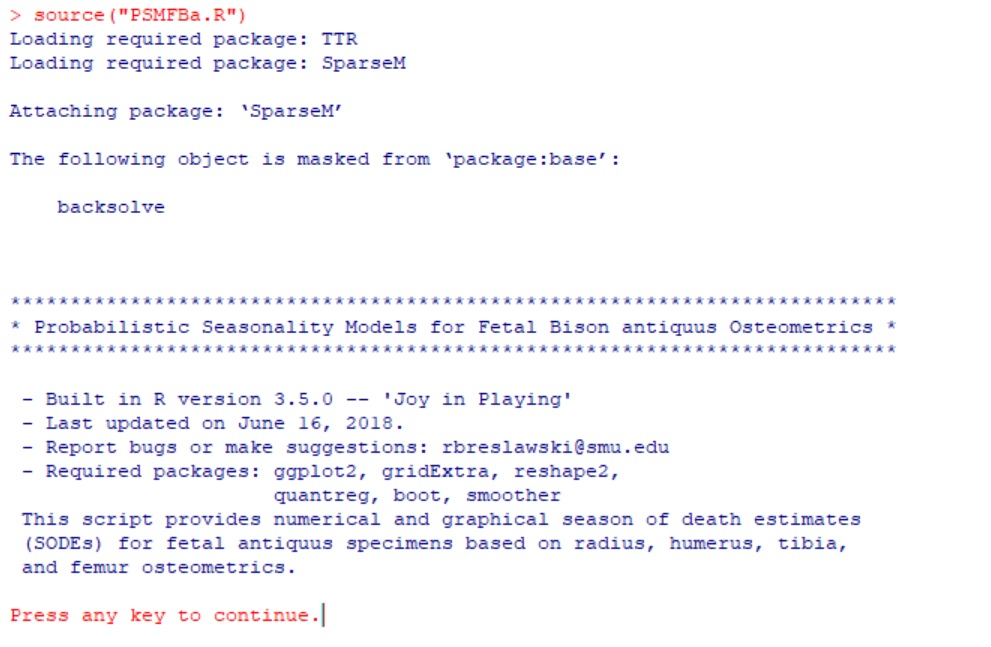 > source("PSMFBa.R")
Loading required package: TTR
Loading required package: SparseM
Attaching package: ‘SparseM’
The following object is masked from ‘package:base’:
backsolve
**************************************************************************
* Probabilistic Seasonality Models for Fetal Bison antiquus Osteometrics *
**************************************************************************
- Built in R version 3.5.0 -- 'Joy in Playing'
- Last updated on June 16, 2018.
- Report bugs or make suggestions: rbreslawski@smu.edu
- Required packages: ggplot2, gridExtra, reshape2,
quantreg, boot, smoother
This script provides numerical and graphical season of death estimates
(SODEs) for fetal antiquus specimens based on radius, humerus, tibia,
and femur osteometrics.
Press any key to continue.